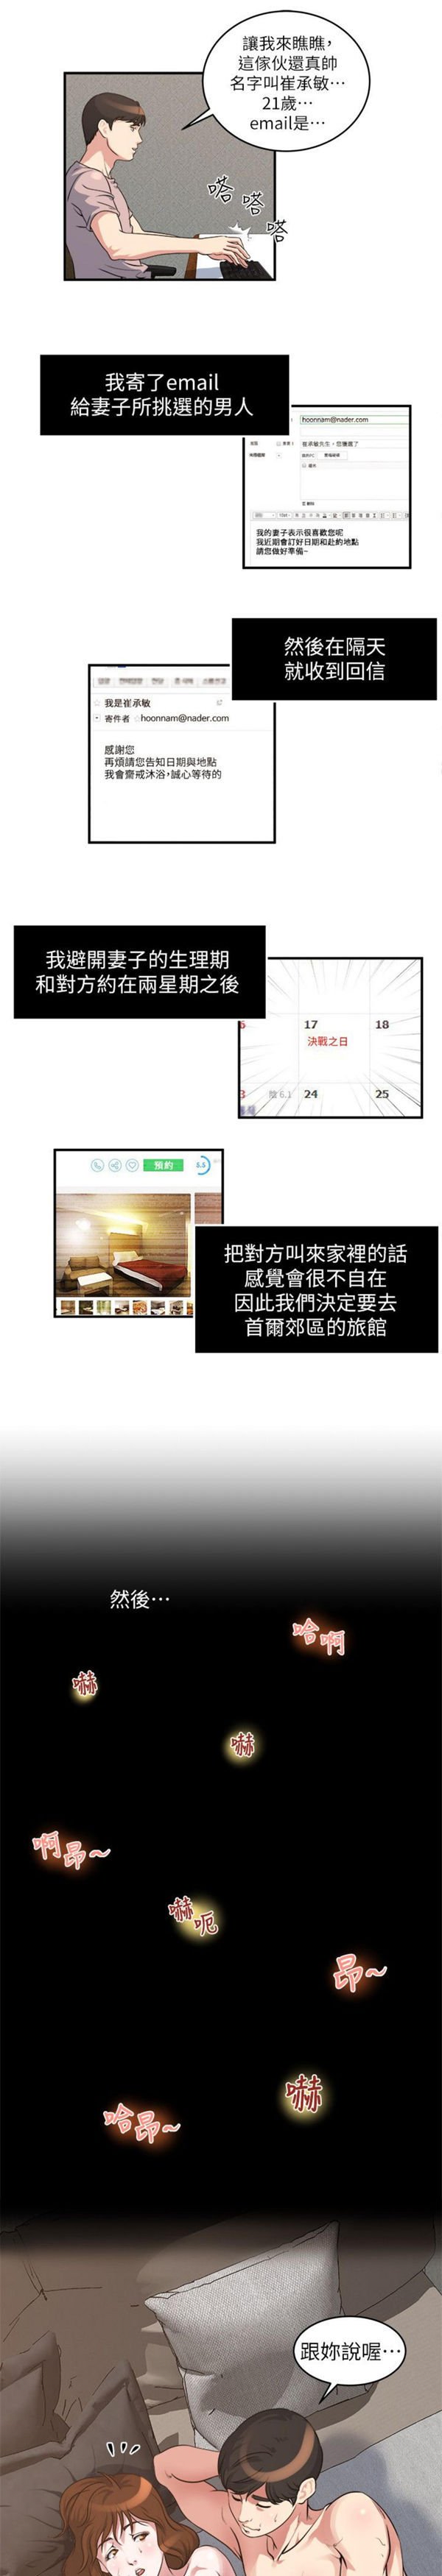 讓我來瞧瞧，
這傢伙還真帥
名字叫崔承敏⋯
21歲⋯
email是⋯
嗒
嗒
嗒
我寄了email
給妻子所挑選的男人
hoonnam@nader.com
崔承敏先生，您獲選了
我的妻子表示很喜歡您呢
我近期會訂好日期和赴約地點
請您做好準備~
然後在隔天
就收到回信
我是崔承敏
寄件者 ☆hoonnam@nader.com
感謝您
再煩請您告知日期與地點
我會齋戒沐浴，誠心等待的
我避開妻子的生理期
和對方約在兩星期之後
6 17 18
決戰之日
3 陰 6.1 24 25
預約 5.5
把對方叫來家裡的話
感覺會很不自在
因此我們決定要去
首爾郊區的旅館
然後⋯
哈啊
嚇
嚇
啊昂~
嚇呃
昂~
嚇
哈昂~
跟妳說喔⋯